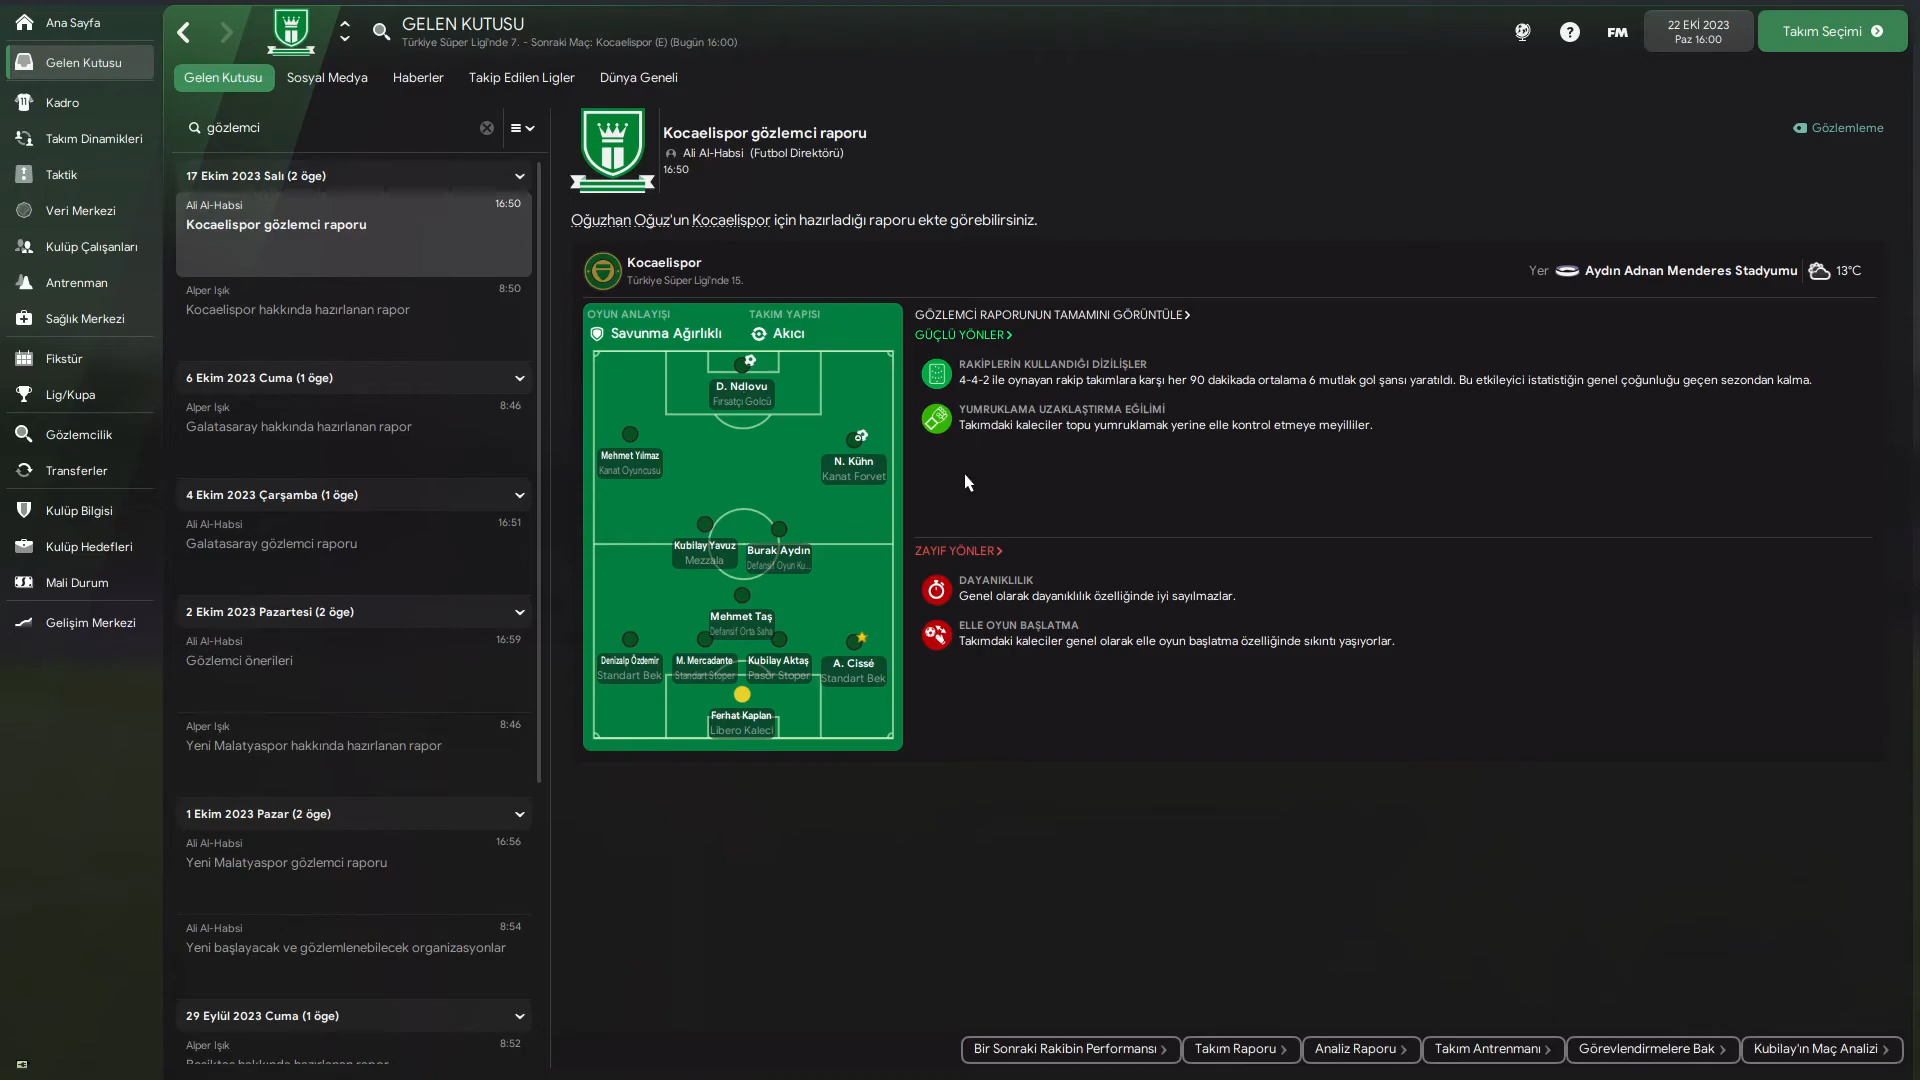 Ana Sayfa
Gelen Kutusu
Kadro
Takım Dinamikleri
Taktik
Veri Merkezi
Kulüp Çalışanları
Antrenman
Sağlık Merkezi
Fikstür
Lig/Kupa
Gözlemcilik
Transferler
Kulüp Bilgisi
Kulüp Hedefleri
Mali Durum
Gelişim Merkezi
GELEN KUTUSU
Türkiye Süper Ligi'nde 7. - Sonraki Maç: Kocaelispor (E) (Bugün 16:00)
FM
22 EKİ 2023
Paz 16:00
Takım Seçimi
Gelen Kutusu
Sosyal Medya
Haberler
Takip Edilen Ligler
Dünya Geneli
gözlemci
17 Ekim 2023 Salı (2 öge)
Ali Al-Habsi
16:50
Kocaelispor gözlemci raporu
Alper Işık
8:50
Kocaelispor hakkında hazırlanan rapor
6 Ekim 2023 Cuma (1 öge)
Alper Işık
8:46
Galatasaray hakkında hazırlanan rapor
4 Ekim 2023 Çarşamba (1 öge)
Ali Al-Habsi
16:51
Galatasaray gözlemci raporu
2 Ekim 2023 Pazartesi (2 öge)
Ali Al-Habsi
16:59
Gözlemci önerileri
Alper Işık
8:46
Yeni Malatyaspor hakkında hazırlanan rapor
1 Ekim 2023 Pazar (2 öge)
Ali Al-Habsi
16:56
Yeni Malatyaspor gözlemci raporu
Ali Al-Habsi
8:54
Yeni başlayacak ve gözlemlenebilecek organizasyonlar
29 Eylül 2023 Cuma (1 öge)
Alper Işık
8:52
Beşiktaş hakkında hazırlanan rapor
Kocaelispor gözlemci raporu
Ali Al-Habsi (Futbol Direktörü)
16:50
Gözlemleme
Oğuzhan Oğuz'un Kocaelispor için hazırladığı raporu ekte görebilirsiniz.
Kocaelispor
Türkiye Süper Ligi'nde 15.
Yer Aydın Adnan Menderes Stadyumu 13°C
OYUN ANLAYIŞI
Savunma Ağırlıklı
TAKIM YAPISI
Akıcı
D. Ndlovu
Fırsatçı Golcü
Mehmet Yılmaz
Kanat Oyuncusu
N. Kühn
Kanat Forvet
Kubilay Yavuz
Mezzala
Burak Aydın
Defansif Oyun Ku...
Mehmet Taş
Defansif Orta Saha
Denizalp Özdemir
Standart Bek
M. Mercadante
Standart Stoper
Kubilay Aktaş
Pasör Stoper
A. Cissé
Standart Bek
Ferhat Kaplan
Libero Kaleci
GÖZLEMCİ RAPORUNUN TAMAMINI GÖRÜNTÜLE
GÜÇLÜ YÖNLER
RAKİPLERİN KULLANDIĞI DİZİLİŞLER
4-4-2 ile oynayan rakip takımlara karşı her 90 dakikada ortalama 6 mutlak gol şansı yaratıldı. Bu etkileyici istatistiğin genel çoğunluğu geçen sezondan kalma.
YUMRUKLAMA UZAKLAŞTIRMA EĞİLİMİ
Takımdaki kaleciler topu yumruklamak yerine elle kontrol etmeye meyilliler.
ZAYIF YÖNLER
DAYANIKLILIK
Genel olarak dayanıklılık özelliğinde iyi sayılmazlar.
ELLE OYUN BAŞLATMA
Takımdaki kaleciler genel olarak elle oyun başlatma özelliğinde sıkıntı yaşıyorlar.
Bir Sonraki Rakibin Performansı
Takım Raporu
Analiz Raporu
Takım Antrenmanı
Görevlendirmelere Bak
Kubilay'ın Maç Analizi